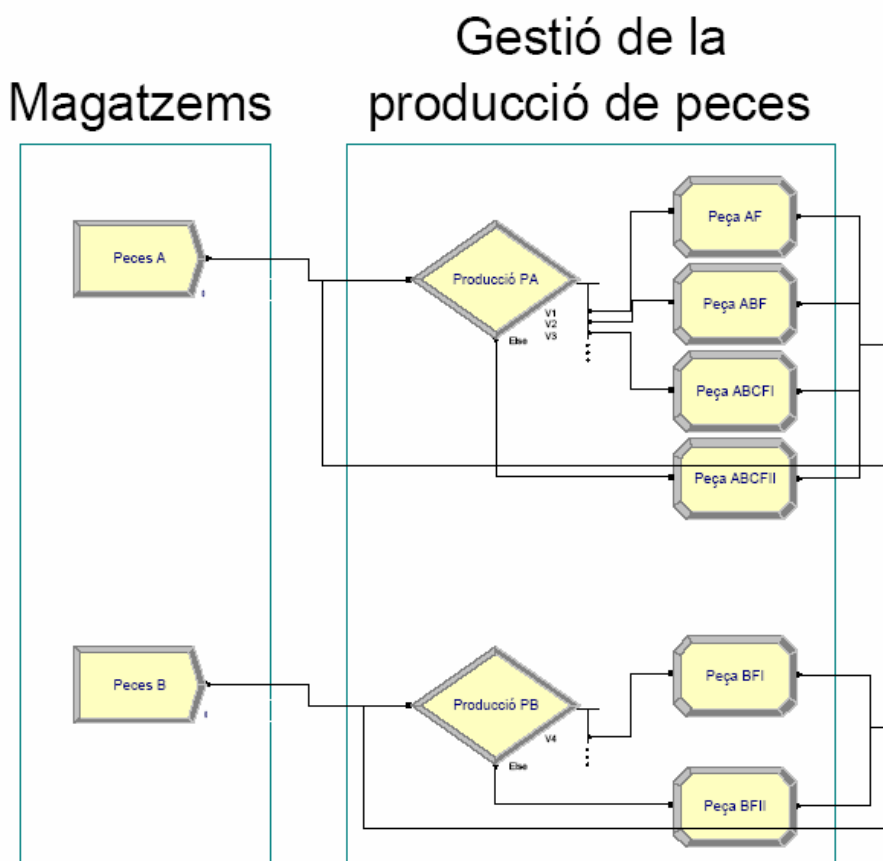 Gestió de la
Magatzems
producció de peces
Peces A
Producció PA
V1
V2
V3
Else
Peça AF
Peça ABF
Peça ABCFI
Peça ABCFII
Peces B
Producció PB
V4
Else
Peça BFI
Peça BFII